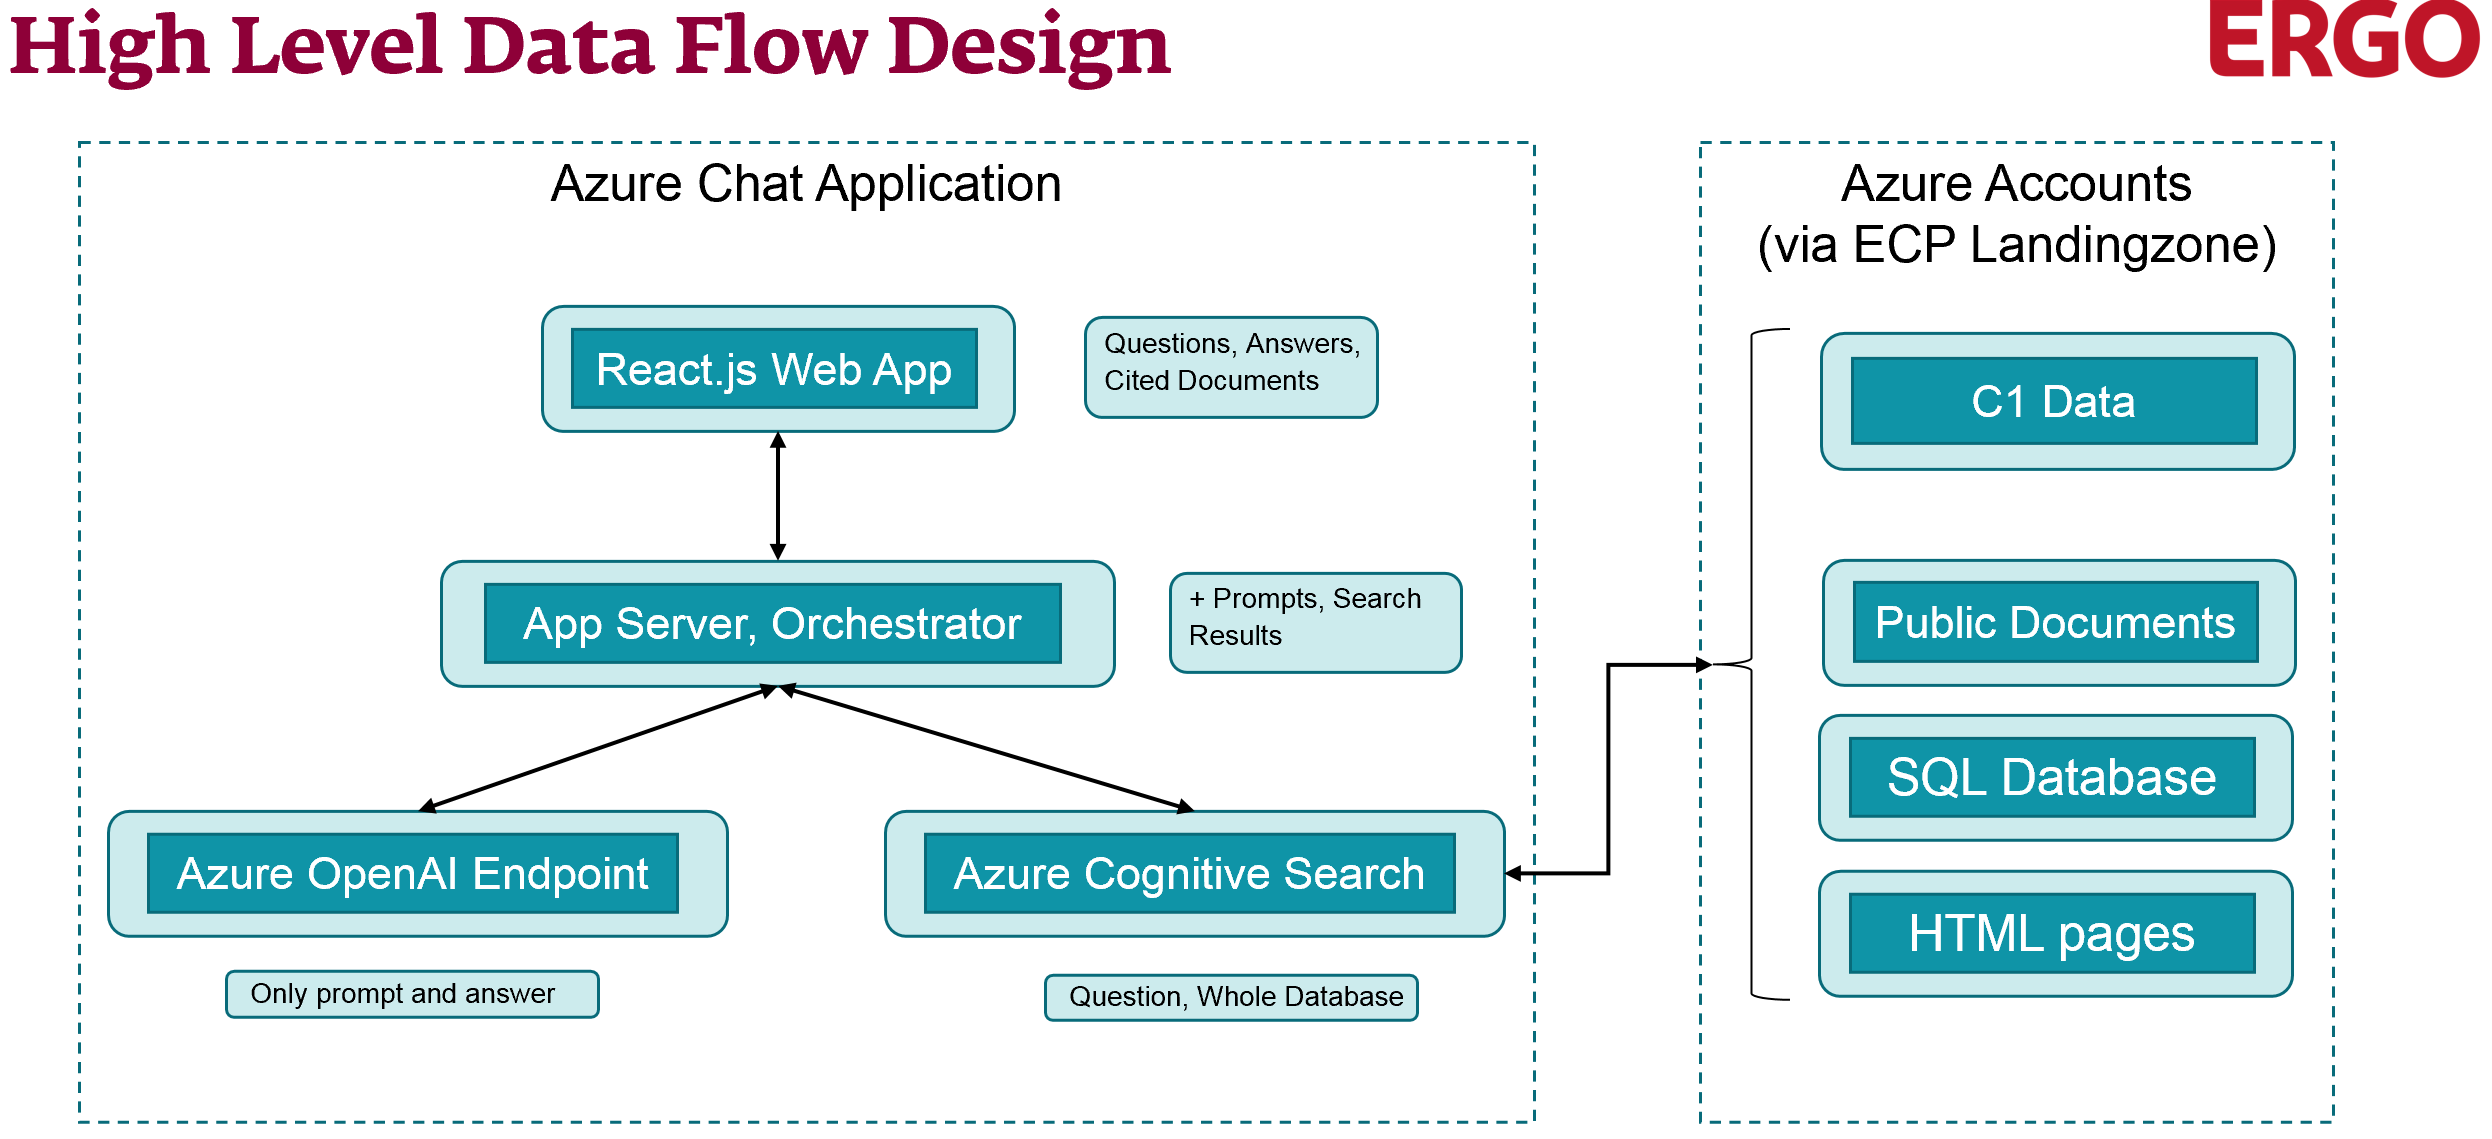 High Level Data Flow Design
ERGO
Azure Chat Application
React.js Web App
Questions, Answers,
Cited Documents
App Server, Orchestrator
+ Prompts, Search
Results
Azure OpenAI Endpoint
Azure Cognitive Search
Only prompt and answer
Question, Whole Database
Azure Accounts
(via ECP Landingzone)
C1 Data
Public Documents
SQL Database
HTML pages